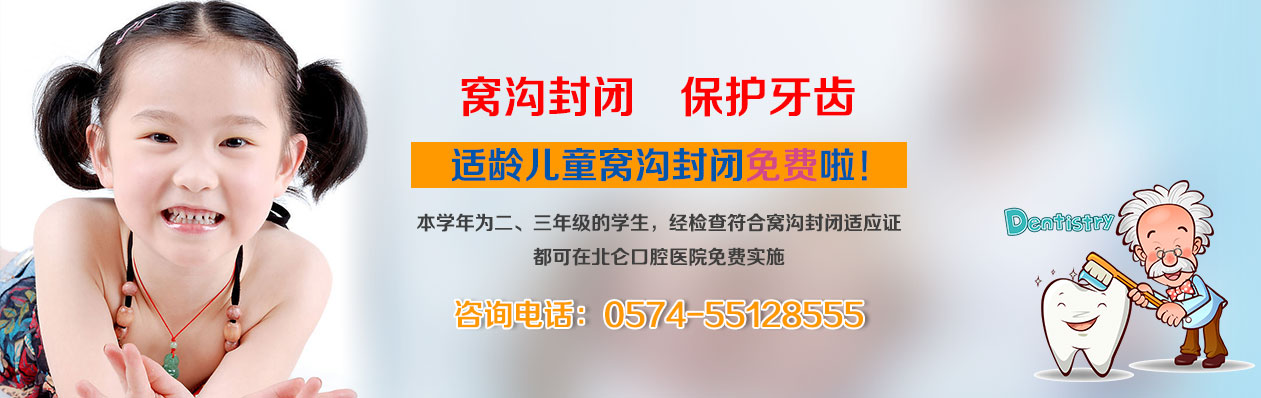 窝沟封闭 保护牙齿
适龄儿童窝沟封闭免费啦！
本学年为二、三年级的学生，经检查符合窝沟封闭适应证
都可在北仑口腔医院免费实施
咨询电话：0574-55128555
Dentistry